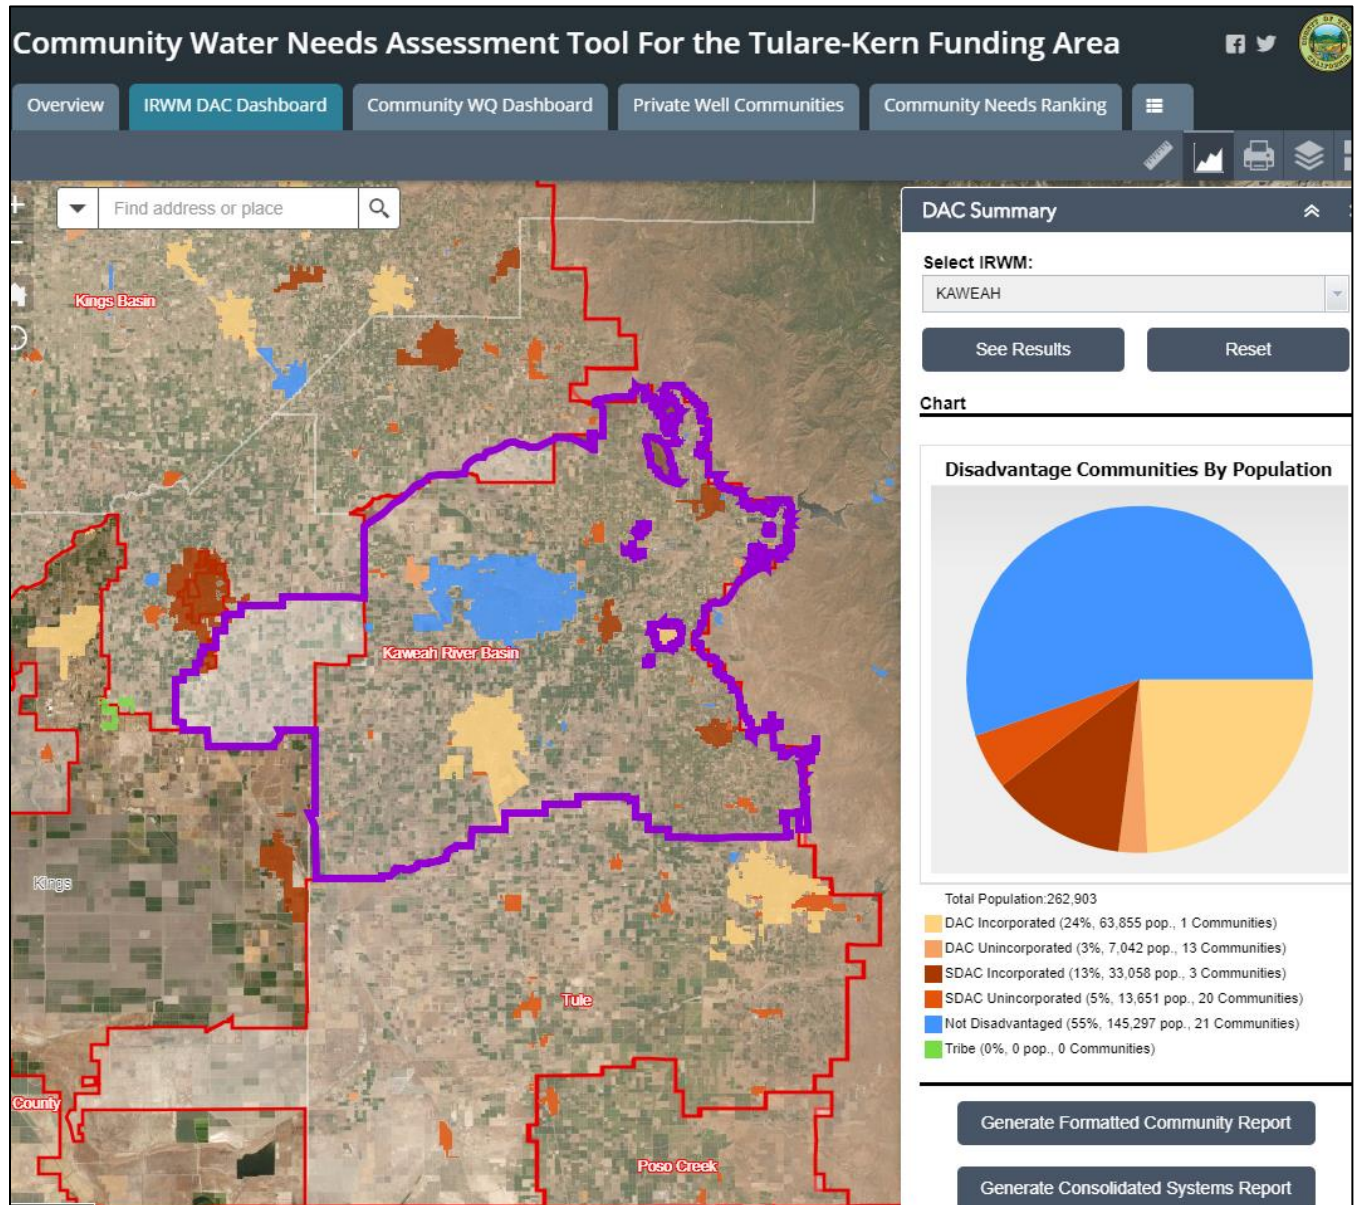 Community Water Needs Assessment Tool For the Tulare-Kern Funding Area
Overview
IRWM DAC Dashboard
Community WQ Dashboard
Private Well Communities
Community Needs Ranking
Find address or place
DAC Summary
Select IRWM:
KAWEAH
See Results
Reset
Chart
Disadvantage Communities By Population
Total Population:262,903
DAC Incorporated (24%, 63,855 pop., 1 Communities)
DAC Unincorporated (3%, 7,042 pop., 13 Communities)
SDAC Incorporated (13%, 33,058 pop., 3 Communities)
SDAC Unincorporated (5%, 13,651 pop., 20 Communities)
Not Disadvantaged (55%, 145,297 pop., 21 Communities)
Tribe (0%, 0 pop., 0 Communities)
Generate Formatted Community Report
Generate Consolidated Systems Report
Kings Basin
Kaweah River Basin
Kings
Tule
County
Poso Creek